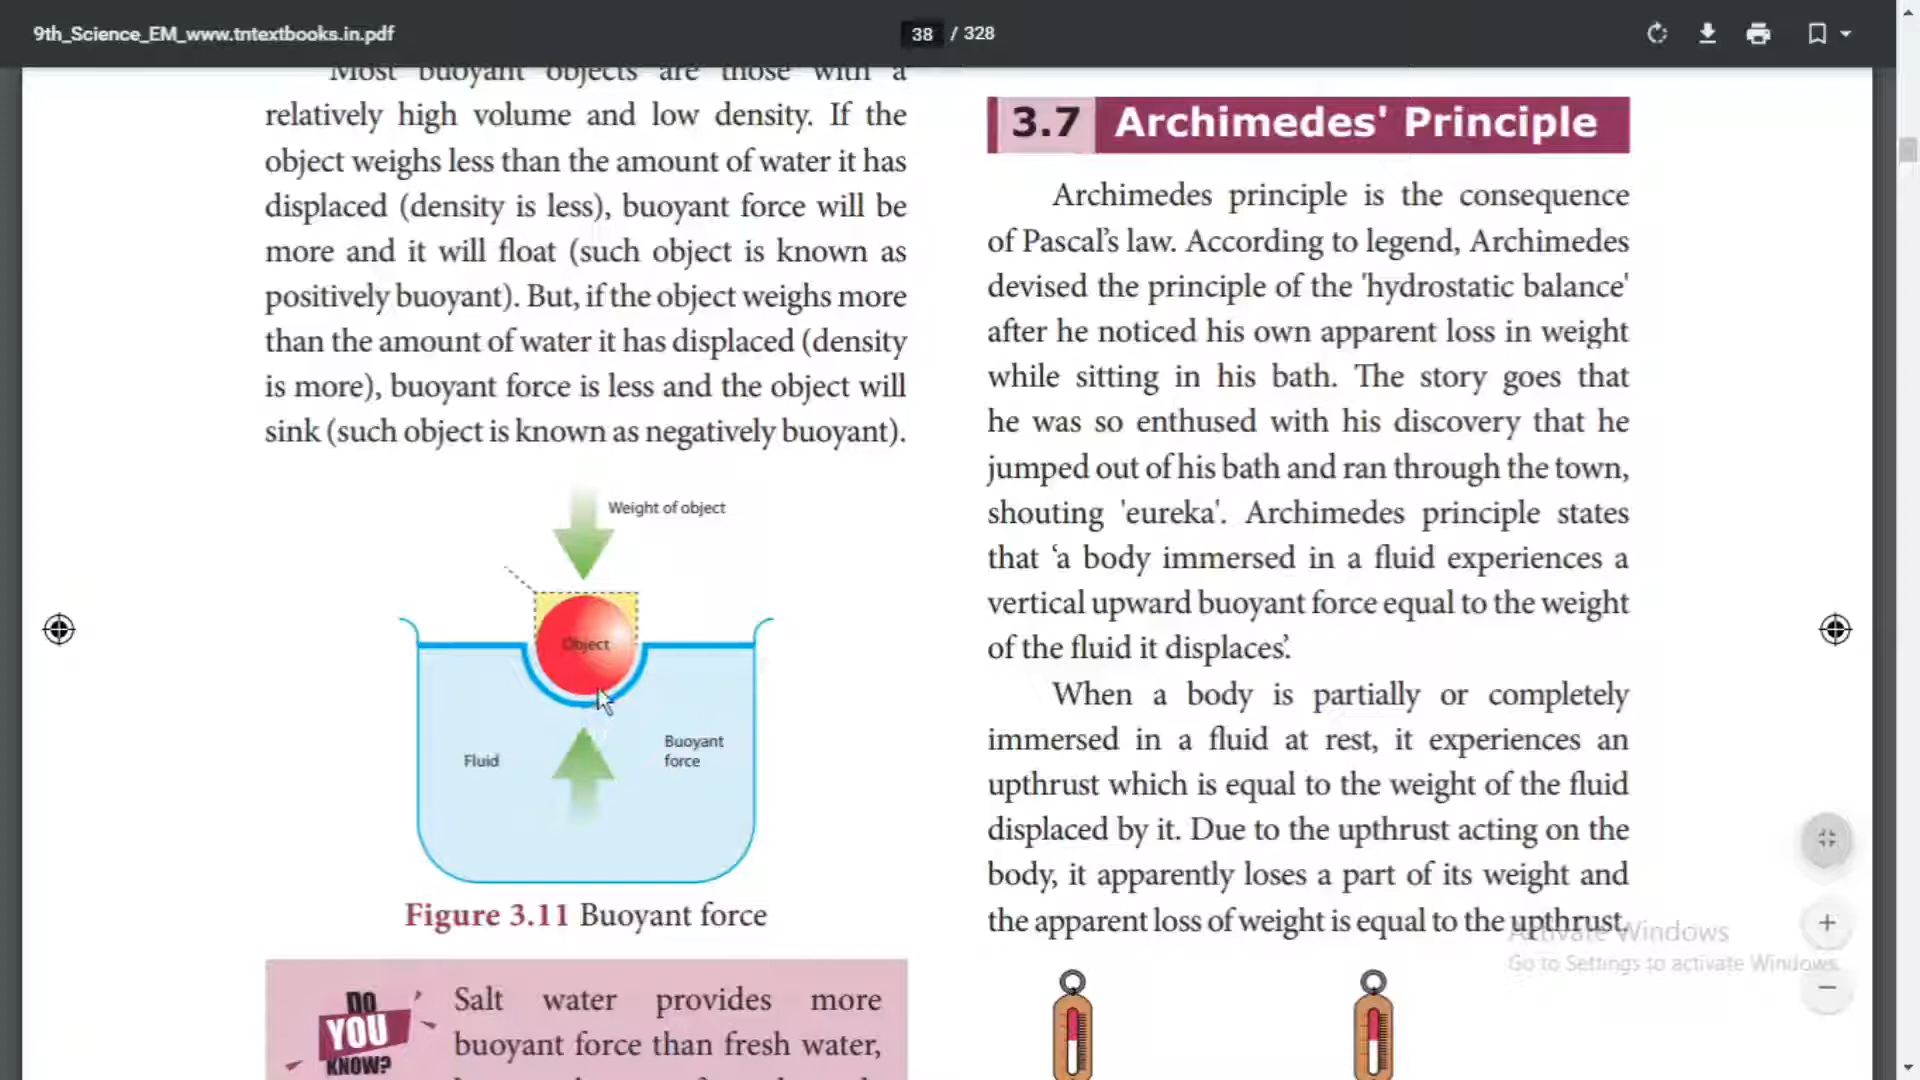 9th_Science_EM_www.tntextbooks.in.pdf
38 / 328
Most buoyant objects are those with a
relatively high volume and low density. If the
object weighs less than the amount of water it has
displaced (density is less), buoyant force will be
more and it will float (such object is known as
positively buoyant). But, if the object weighs more
than the amount of water it has displaced (density
is more), buoyant force is less and the object will
sink (such object is known as negatively buoyant).
Weight of object
Object
Fluid
Buoyant
force
Figure 3.11 Buoyant force
DO
YOU
KNOW?
Salt water provides more
buoyant force than fresh water,
3.7 Archimedes' Principle
Archimedes principle is the consequence
of Pascal's law. According to legend, Archimedes
devised the principle of the 'hydrostatic balance'
after he noticed his own apparent loss in weight
while sitting in his bath. The story goes that
he was so enthused with his discovery that he
jumped out of his bath and ran through the town,
shouting 'eureka'. Archimedes principle states
that 'a body immersed in a fluid experiences a
vertical upward buoyant force equal to the weight
of the fluid it displaces'.
When a body is partially or completely
immersed in a fluid at rest, it experiences an
upthrust which is equal to the weight of the fluid
displaced by it. Due to the upthrust acting on the
body, it apparently loses a part of its weight and
the apparent loss of weight is equal to the upthrust.
Activate Windows
Go to Settings to activate Windows.